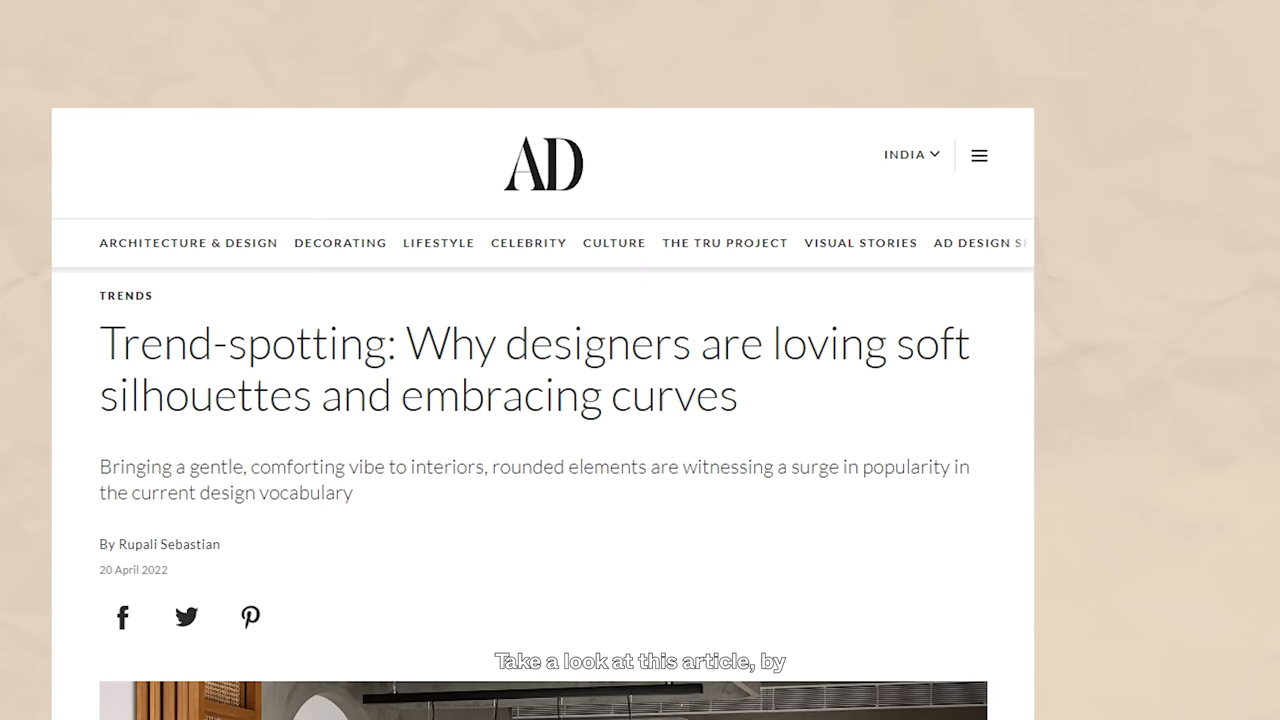 AD
INDIA
ARCHITECTURE & DESIGN DECORATING LIFESTYLE CELEBRITY CULTURE THE TRU PROJECT VISUAL STORIES AD DESIGN
TRENDS
Trend-spotting: Why designers are loving soft
silhouettes and embracing curves
Bringing a gentle, comforting vibe to interiors, rounded elements are witnessing a surge in popularity in
the current design vocabulary
By Rupali Sebastian
20 April 2022
Take a look at this article, by